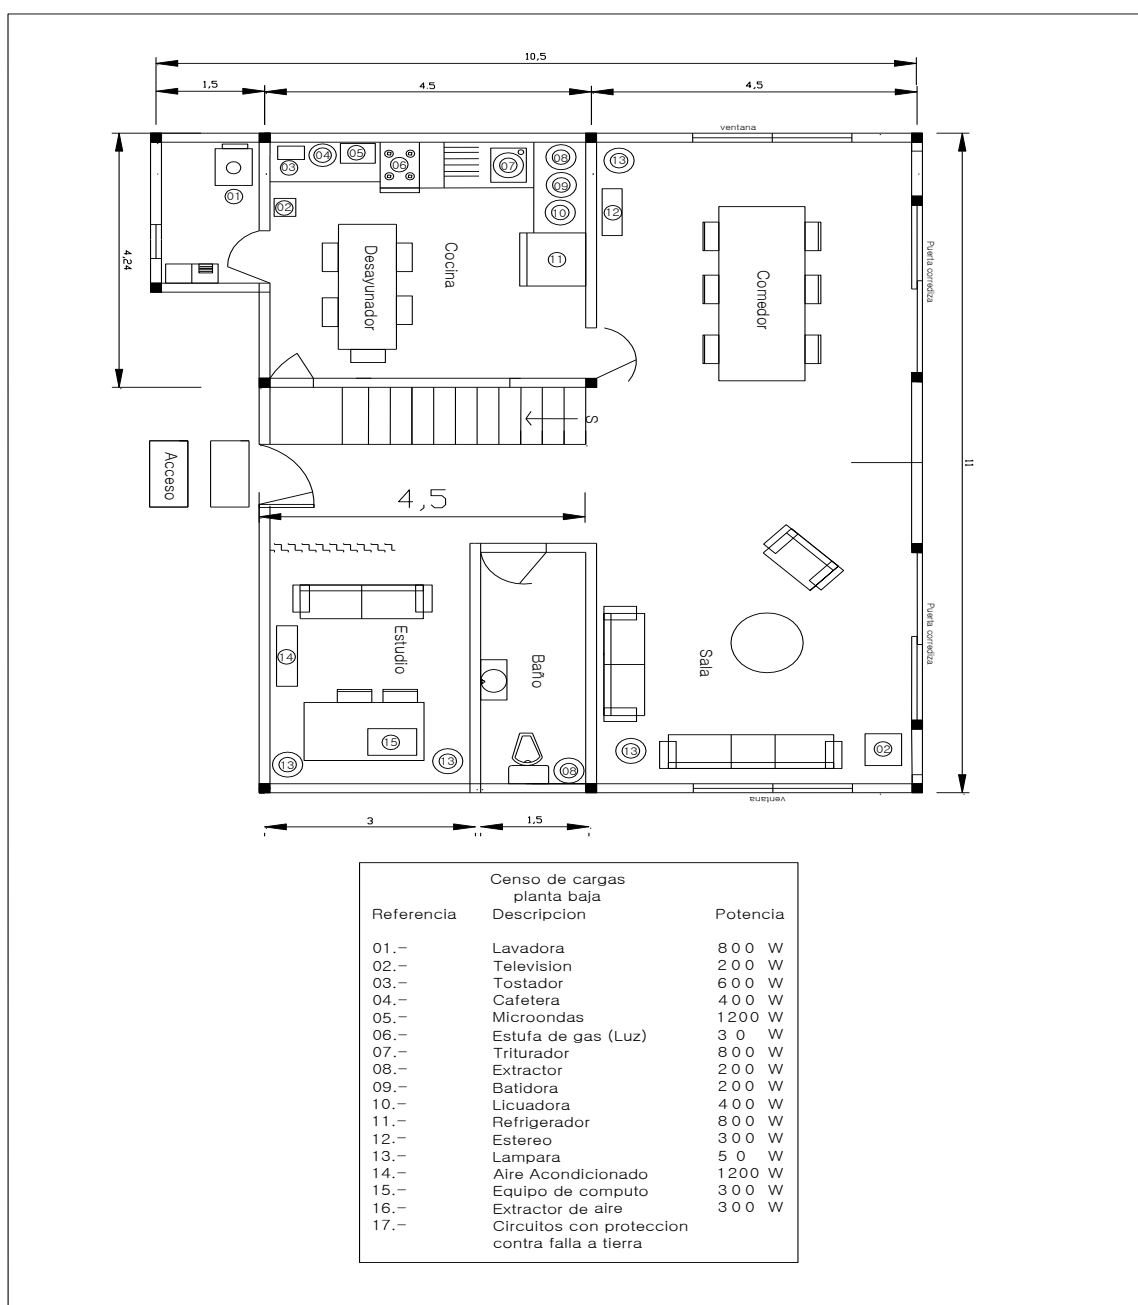 10,5
1,5
4.5
4,5
ventana
13
03
04
05
06
07
08
09
10
01
02
12
11
4,24
Cocina
Desayunador
Comedor
Puerta corrediza
S
Acceso
11
4,5
Puerta corrediza
Estudio
Baño
Sala
14
15
13
13
08
13
02
ventana
3
1,5
Censo de cargas
planta baja
Referencia Descripcion Potencia
01.- Lavadora 800 W
02.- Television 200 W
03.- Tostador 600 W
04.- Cafetera 400 W
05.- Microondas 1200 W
06.- Estufa de gas (Luz) 30 W
07.- Triturador 800 W
08.- Extractor 200 W
09.- Batidora 200 W
10.- Licuadora 400 W
11.- Refrigerador 800 W
12.- Estereo 300 W
13.- Lampara 50 W
14.- Aire Acondicionado 1200 W
15.- Equipo de computo 300 W
16.- Extractor de aire 300 W
17.- Circuitos con proteccion
contra falla a tierra